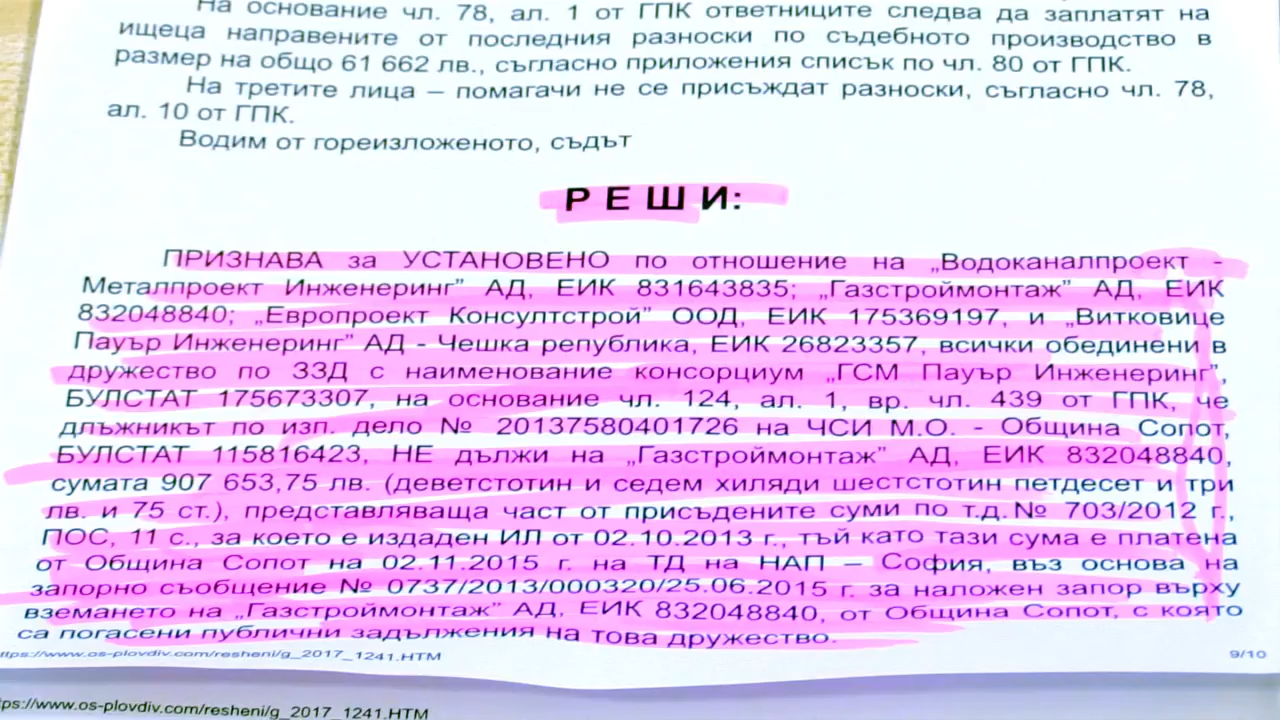 На основание чл. 78, ал. 1 от ГПК ответниците следва да заплатят на
ищеца направените от последния разноски по съдебното производство в
размер на общо 61 662 лв., съгласно приложения списък по чл. 80 от ГПК.
На третите лица – помагачи не се присъждат разноски, съгласно чл. 78,
ал. 10 от ГПК.
Водим от гореизложеното, съдът
Р Е Ш И:
ПРИЗНАВА за УСТАНОВЕНО по отношение на „Водоканалпроект -
Металпроект Инженеринг” АД, ЕИК 831643835; „Газстроймонтаж” АД, ЕИК
832048840; „Европроект Консултстрой” ООД, ЕИК 175369197, и „Витковице
Пауър Инженеринг” АД - Чешка република, ЕИК 26823357, всички обединени в
дружество по ЗЗД с наименование консорциум „ГСМ Пауър Инженеринг”,
БУЛСТАТ 175673307, на основание чл. 124, ал. 1, вр. чл. 439 от ГПК, че
длъжникът по изп. дело № 20137580401726 на ЧСИ М.О. - Община Сопот,
БУЛСТАТ 115816423, НЕ дължи на „Газстроймонтаж” АД, ЕИК 832048840,
сумата 907 653,75 лв. (деветстотин и седем хиляди шестстотин петдесет и три
лв. и 75 ст.), представляваща част от присъдените суми по т.д.№ 703/2012 г.,
ПОС, 11 с., за което е издаден ИЛ от 02.10.2013 г., тъй като тази сума е платена
от Община Сопот на 02.11.2015 г. на ТД на НАП – София, въз основа на
запорно съобщение № 0737/2013/000320/25.06.2015 г. за наложен запор върху
вземането на „Газстроймонтаж” АД, ЕИК 832048840, от Община Сопот, с която
са погасени публични задължения на това дружество.
ttps://www.os-plovdiv.com/resheni/g_2017_1241.HTM 9/10
ps://www.os-plovdiv.com/resheni/g_2017_1241.HTM